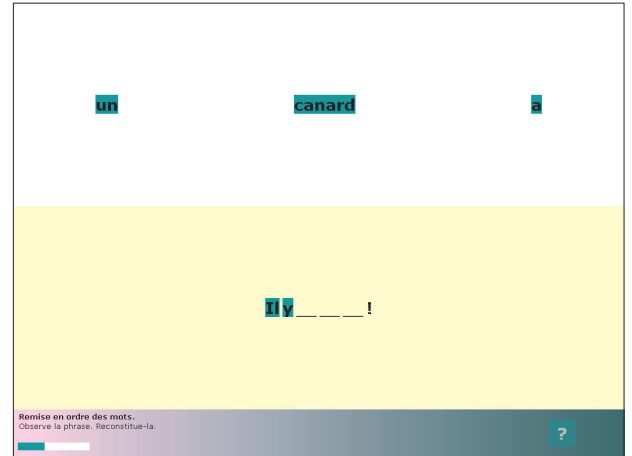 un canard a
Il y __ __ __ !
Remise en ordre des mots.
Observe la phrase. Reconstitue-la.
?